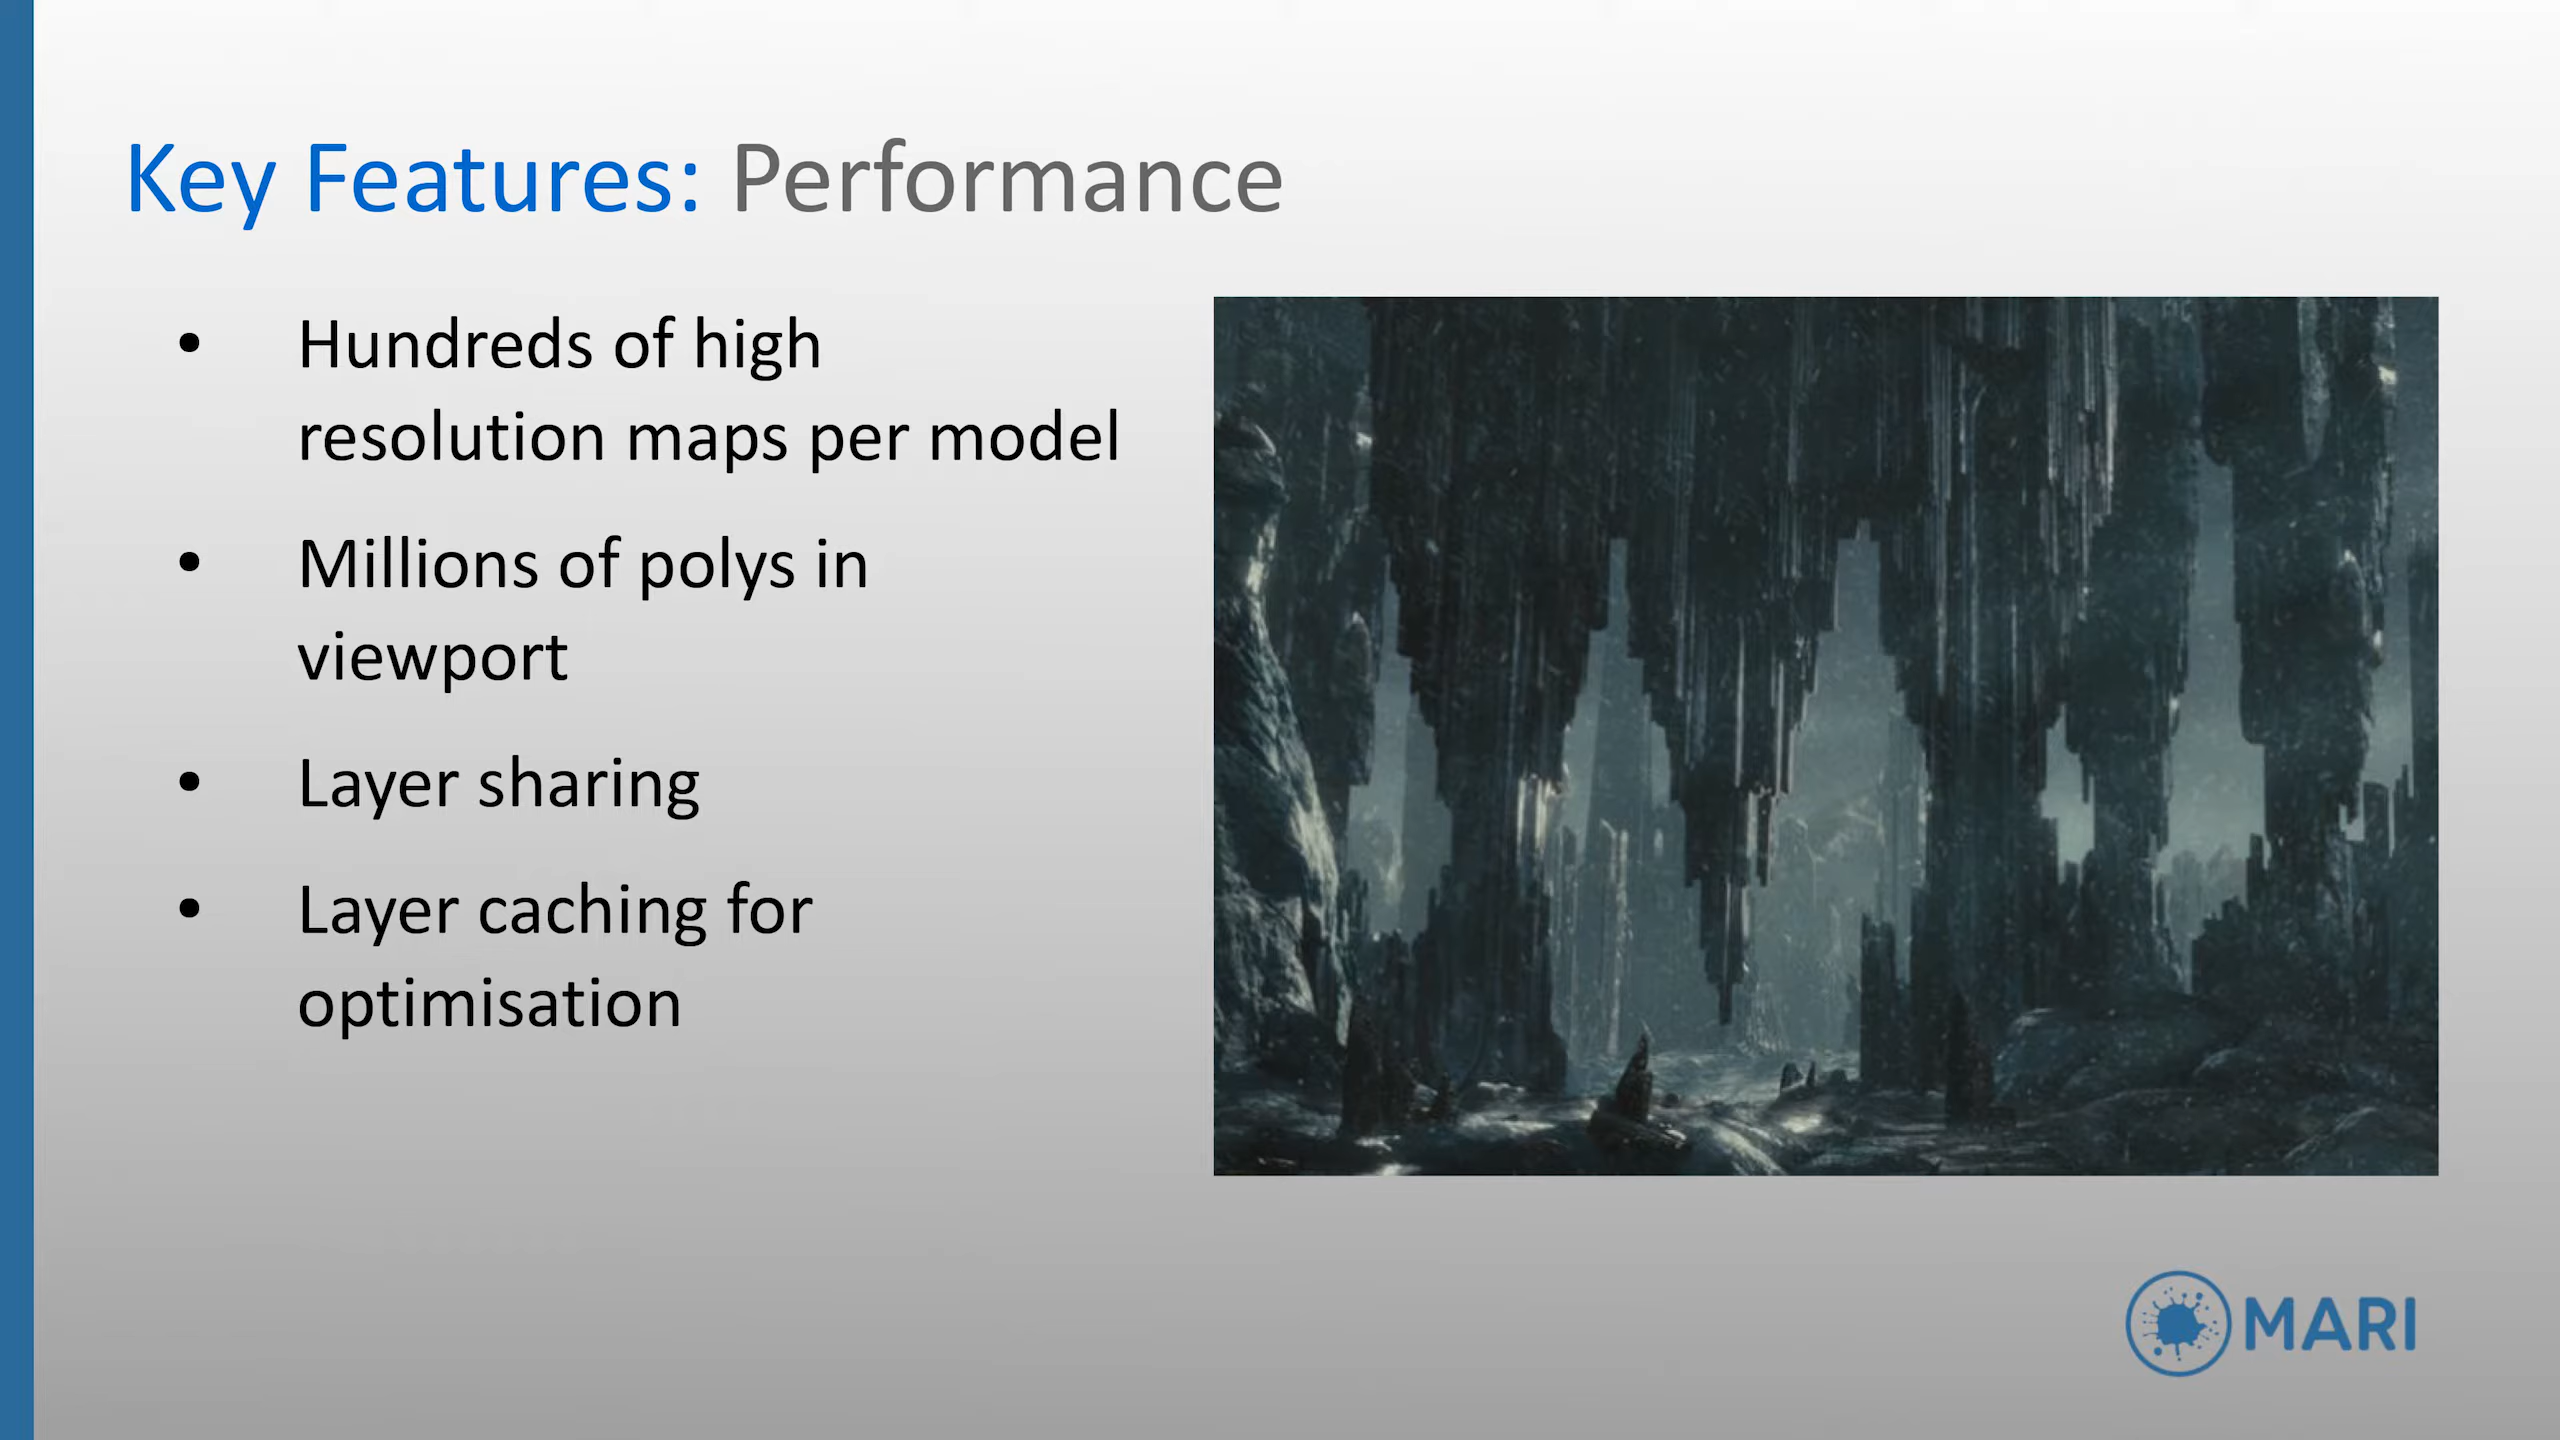 Key Features: Performance
• Hundreds of high
resolution maps per model
• Millions of polys in
viewport
• Layer sharing
• Layer caching for
optimisation
MARI